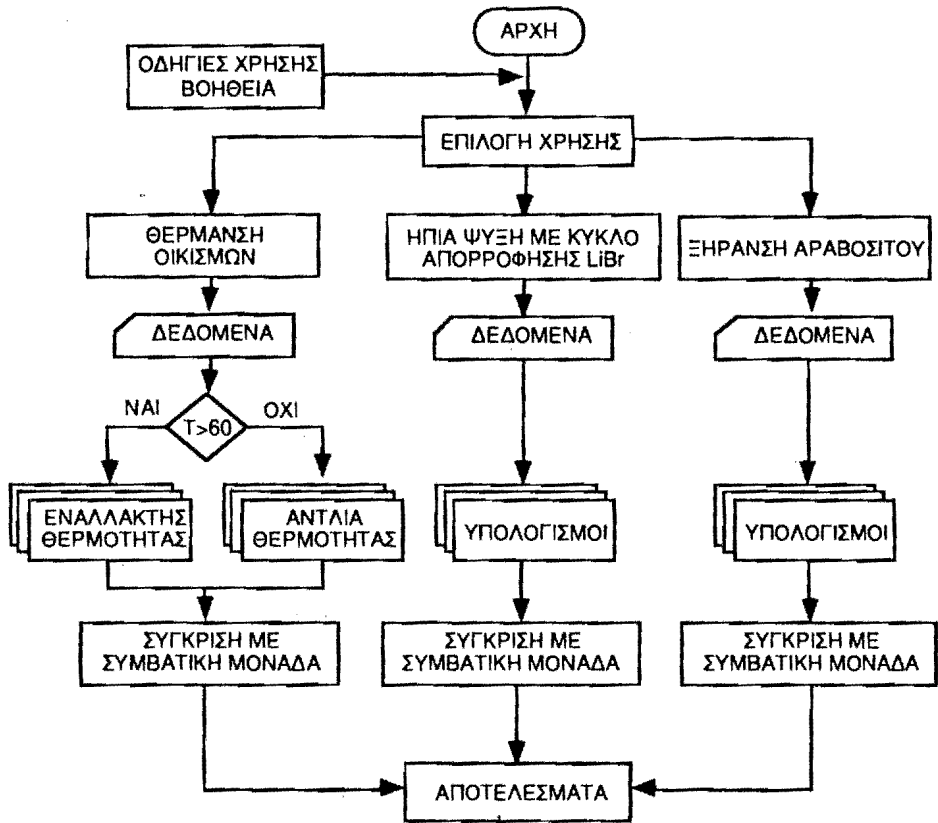 ΑΡΧΗ
ΟΔΗΓΙΕΣ ΧΡΗΣΗΣ
ΒΟΗΘΕΙΑ
ΕΠΙΛΟΓΗ ΧΡΗΣΗΣ
ΘΕΡΜΑΝΣΗ
ΟΙΚΙΣΜΩΝ
ΗΠΙΑ ΨΥΞΗ ΜΕ ΚΥΚΛΟ
ΑΠΟΡΡΟΦΗΣΗΣ LiBr
ΞΗΡΑΝΣΗ ΑΡΑΒΟΣΙΤΟΥ
ΔΕΔΟΜΕΝΑ
ΔΕΔΟΜΕΝΑ
ΔΕΔΟΜΕΝΑ
ΝΑΙ
T>60
ΟΧΙ
ΕΝΑΛΛΑΚΤΗΣ
ΘΕΡΜΟΤΗΤΑΣ
ΑΝΤΛΙΑ
ΘΕΡΜΟΤΗΤΑΣ
ΥΠΟΛΟΓΙΣΜΟΙ
ΥΠΟΛΟΓΙΣΜΟΙ
ΣΥΓΚΡΙΣΗ ΜΕ
ΣΥΜΒΑΤΙΚΗ ΜΟΝΑΔΑ
ΣΥΓΚΡΙΣΗ ΜΕ
ΣΥΜΒΑΤΙΚΗ ΜΟΝΑΔΑ
ΣΥΓΚΡΙΣΗ ΜΕ
ΣΥΜΒΑΤΙΚΗ ΜΟΝΑΔΑ
ΑΠΟΤΕΛΕΣΜΑΤΑ